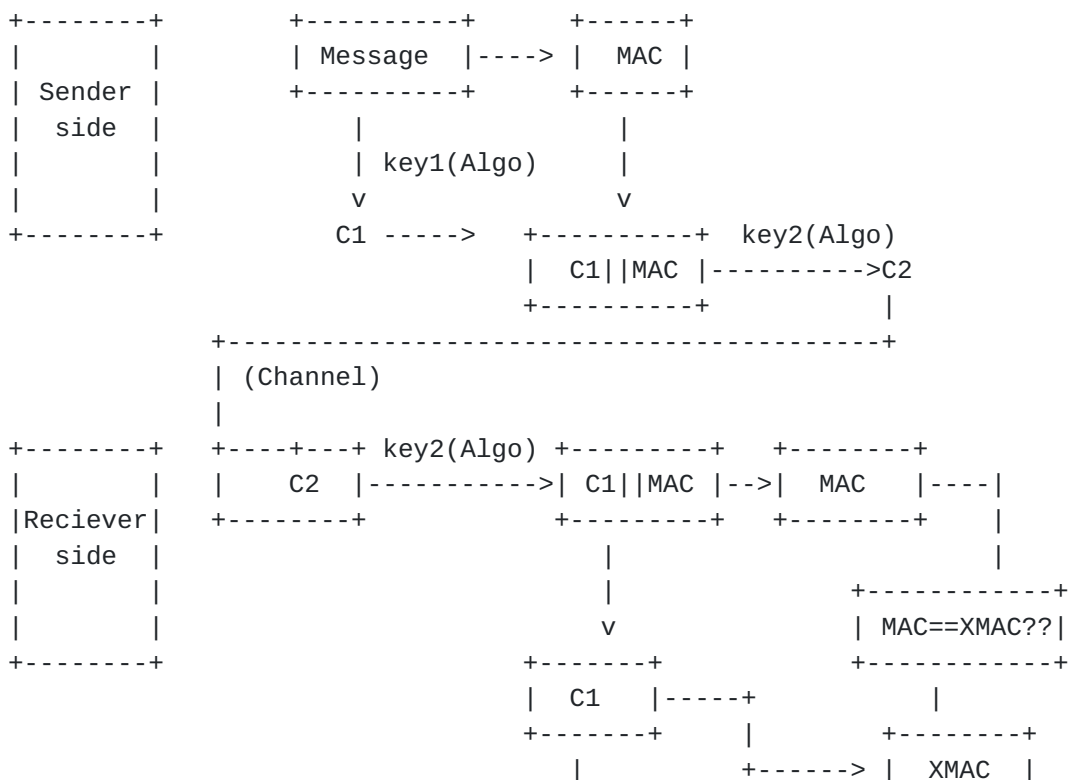 Message MAC
Sender
side
key1(Algo)
C1 key2(Algo)
C1||MAC C2
(Channel)
key2(Algo)
C2 C1||MAC MAC
Reciever
side
MAC==XMAC??
C1
XMAC